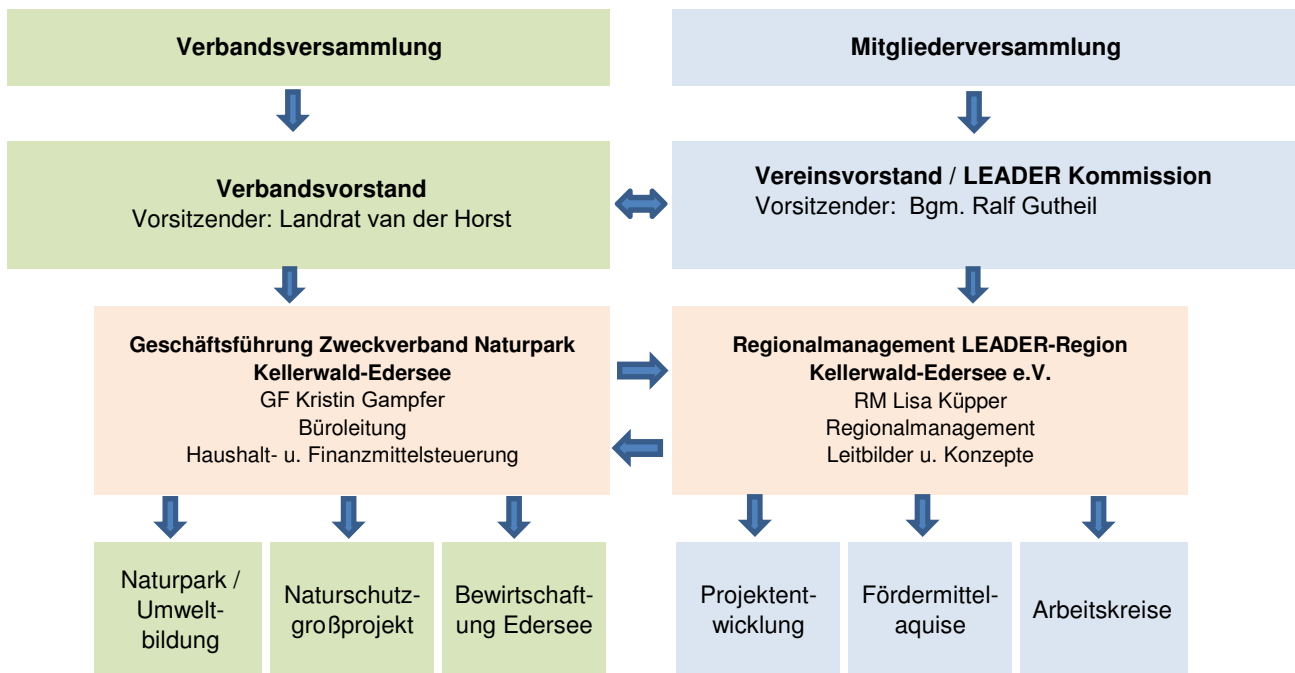 Verbandsversammlung
Mitgliederversammlung
Verbandsvorstand
Vorsitzender: Landrat van der Horst
Vereinsvorstand / LEADER Kommission
Vorsitzender: Bgm. Ralf Gutheil
Geschäftsführung Zweckverband Naturpark
Kellerwald-Edersee
GF Kristin Gampfer
Büroleitung
Haushalt- u. Finanzmittelsteuerung
Regionalmanagement LEADER-Region
Kellerwald-Edersee e.V.
RM Lisa Küpper
Regionalmanagement
Leitbilder u. Konzepte
Naturpark /
Umwelt-
bildung
Naturschutz-
großprojekt
Bewirtschaft-
ung Edersee
Projektent-
wicklung
Fördermittel-
aquise
Arbeitskreise